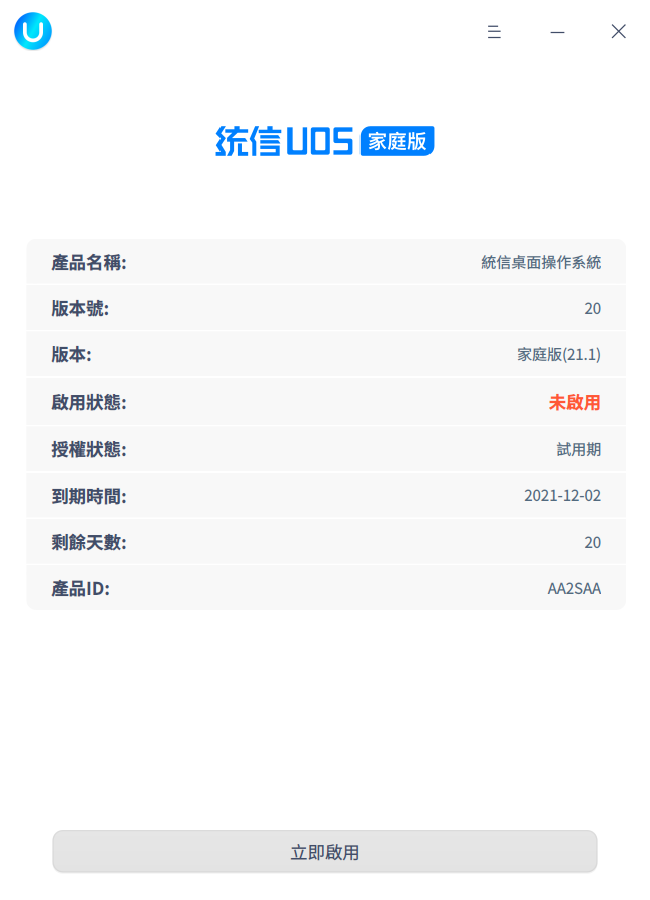 统信UOS 家庭版
產品名稱: 統信桌面操作系統
版本號: 20
版本: 家庭版(21.1)
啟用狀態: 未啟用
授權狀態: 試用期
到期時間: 2021-12-02
剩餘天數: 20
產品ID: AA2SAA
立即啟用